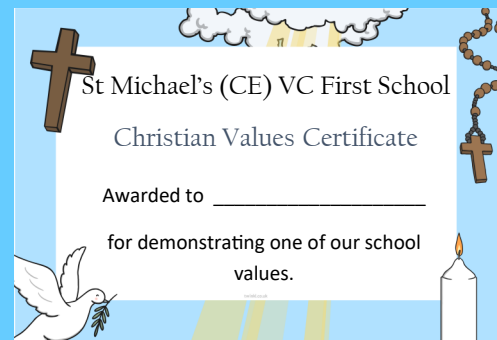 St Michael's (CE) VC First School
Christian Values Certificate
Awarded to ____________________
for demonstrating one of our school
values.